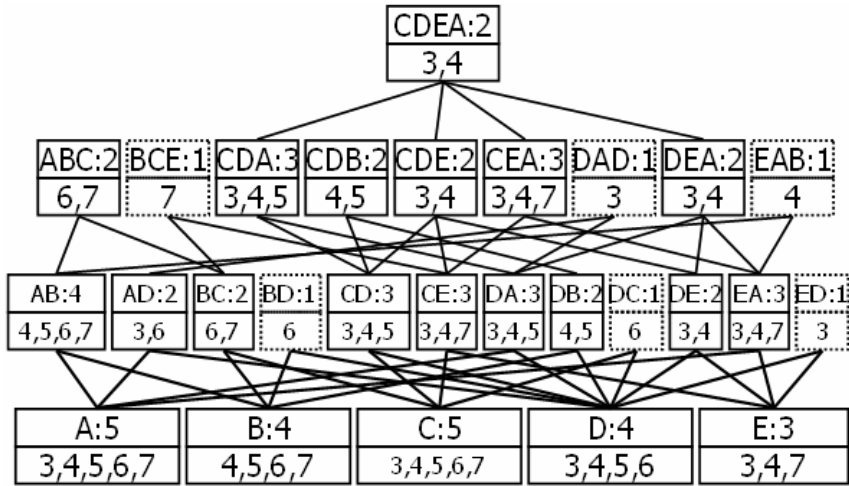 CDEA:2
3,4
ABC:2 BCE:1 CDA:3 CDB:2 CDE:2 CEA:3 DAD:1 DEA:2 EAB:1
6,7 7 3,4,5 4,5 3,4 3,4,7 3 3,4 4
AB:4 AD:2 BC:2 BD:1 CD:3 CE:3 DA:3 DB:2 DC:1 DE:2 EA:3 ED:1
4,5,6,7 3,6 6,7 6 3,4,5 3,4,7 3,4,5 4,5 6 3,4 3,4,7 3
A:5 B:4 C:5 D:4 E:3
3,4,5,6,7 4,5,6,7 3,4,5,6,7 3,4,5,6 3,4,7